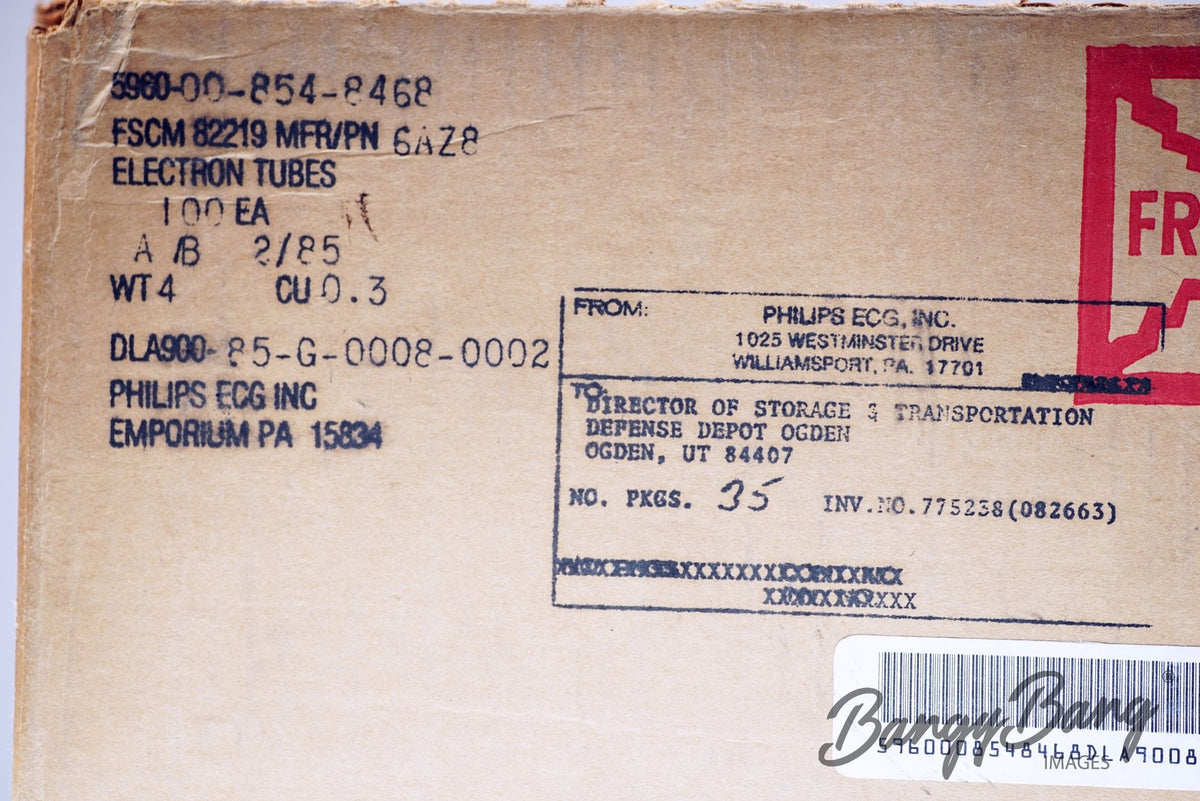 5960-00-854-8468
FSCM 82219 MFR/PN 6AZ8
ELECTRON TUBES
100 EA
A /B 2/85
WT 4 CU 0.3
DLA900-85-G-0008-0002
PHILIPS ECG INC
EMPORIUM PA 15834
FR
FROM: PHILIPS ECG, INC.
1025 WESTMINSTER DRIVE
WILLIAMSPORT, PA. 17701
TO:
DIRECTOR OF STORAGE & TRANSPORTATION
DEFENSE DEPOT OGDEN
OGDEN, UT 84407
NO. PKGS. 35 INV.NO.775238(082663)
BangyBang
IMAGES
5960008548468DLA9008